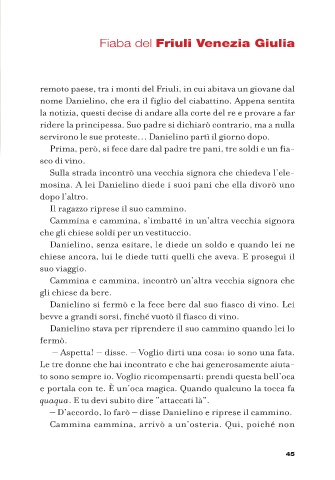 Fiaba del Friuli Venezia Giulia
remoto paese, tra i monti del Friuli, in cui abitava un giovane dal
nome Danielino, che era il figlio del ciabattino. Appena sentita
la notizia, questi decise di andare alla corte del re e provare a far
ridere la principessa. Suo padre si dichiarò contrario, ma a nulla
servirono le sue proteste… Danielino partì il giorno dopo.
Prima, però, si fece dare dal padre tre pani, tre soldi e un fia-
sco di vino.
Sulla strada incontrò una vecchia signora che chiedeva l'ele-
mosina. A lei Danielino diede i suoi pani che ella divorò uno
dopo l'altro.
Il ragazzo riprese il suo cammino.
Cammina e cammina, s'imbatté in un'altra vecchia signora
che gli chiese soldi per un vestituccio.
Danielino, senza esitare, le diede un soldo e quando lei ne
chiese ancora, lui le diede tutti quelli che aveva. E proseguì il
suo viaggio.
Cammina e cammina, incontrò un'altra vecchia signora che
gli chiese da bere.
Danielino si fermò e la fece bere dal suo fiasco di vino. Lei
bevve a grandi sorsi, finché vuotò il fiasco di vino.
Danielino stava per riprendere il suo cammino quando lei lo
fermò.
– Aspetta! – disse. – Voglio dirti una cosa: io sono una fata.
Le tre donne che hai incontrato e che hai generosamente aiuta-
to sono sempre io. Voglio ricompensarti: prendi questa bell'oca
e portala con te. È un'oca magica. Quando qualcuno la tocca fa
quaqua. E tu devi subito dire "attaccati là".
– D'accordo, lo farò – disse Danielino e riprese il cammino.
Cammina cammina, arrivò a un'osteria. Qui, poiché non
45